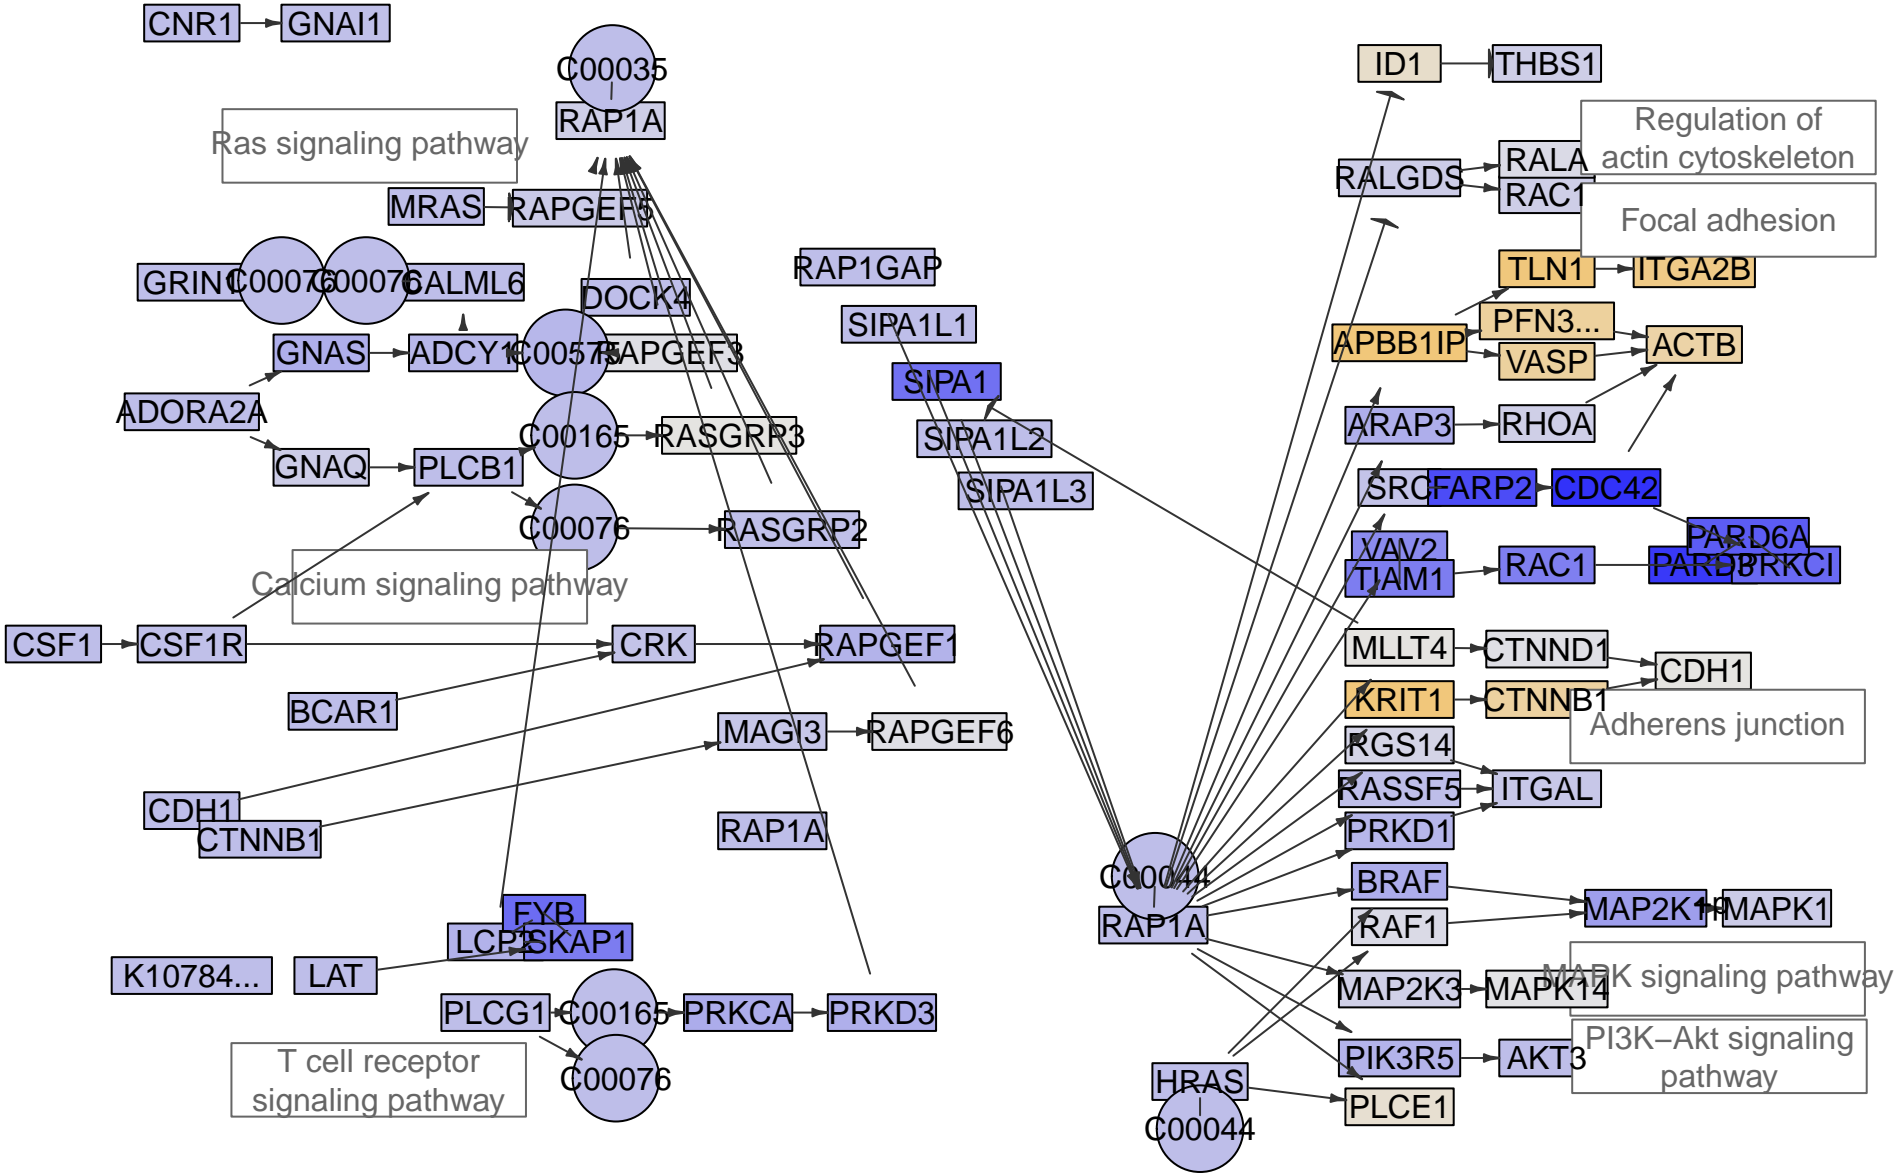 CNR1
GNAI1
C00035
RAP1A
Ras signaling pathway
MRAS
RAPGEF5
GRIN1
C00076
C00076
CALML6
DOCK4
GNAS
ADCY1
C00575
RAPGEF3
ADORA2A
C00165
RASGRP3
GNAQ
PLCB1
C00076
RASGRP2
Calcium signaling pathway
CSF1
CSF1R
CRK
RAPGEF1
BCAR1
MAGI3
RAPGEF6
CDH1
CTNNB1
RAP1A
FYB
LCP2
SKAP1
K10784...
LAT
PLCG1
C00165
PRKCA
PRKD3
C00076
T cell receptor
signaling pathway
RAP1GAP
SIPA1L1
SIPA1
SIPA1L2
SIPA1L3
C00044
RAP1A
HRAS
C00044
ID1
THBS1
Regulation of
actin cytoskeleton
RALGDS
RALA
RAC1
Focal adhesion
TLN1
ITGA2B
APBB1IP
PFN3...
VASP
ACTB
ARAP3
RHOA
SRC
FARP2
CDC42
VAV2
TIAM1
RAC1
PARD6A
PARD3
PRKCI
MLLT4
CTNND1
CDH1
KRIT1
CTNNB1
Adherens junction
RGS14
RASSF5
ITGAL
PRKD1
BRAF
MAP2K1
+p
MAPK1
RAF1
MAP2K3
MAPK14
MAPK signaling pathway
PIK3R5
AKT3
PI3K−Akt signaling
pathway
PLCE1